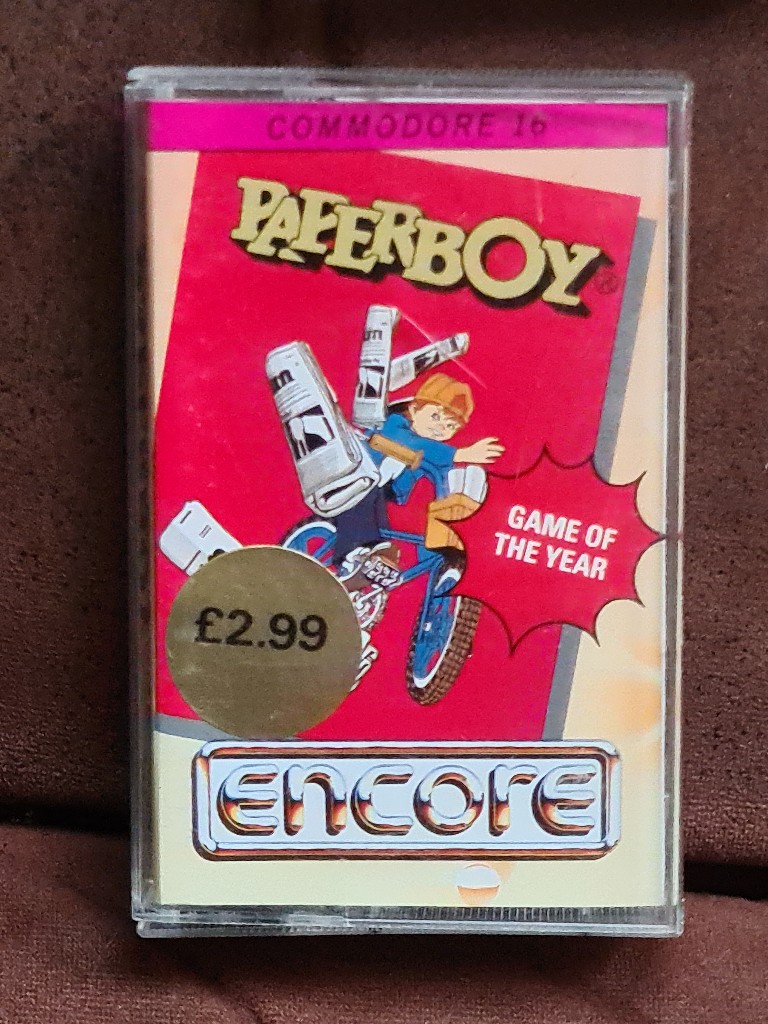 COMMODORE 16
PAPERBOY®
GAME OF
THE YEAR
£2.99
encore